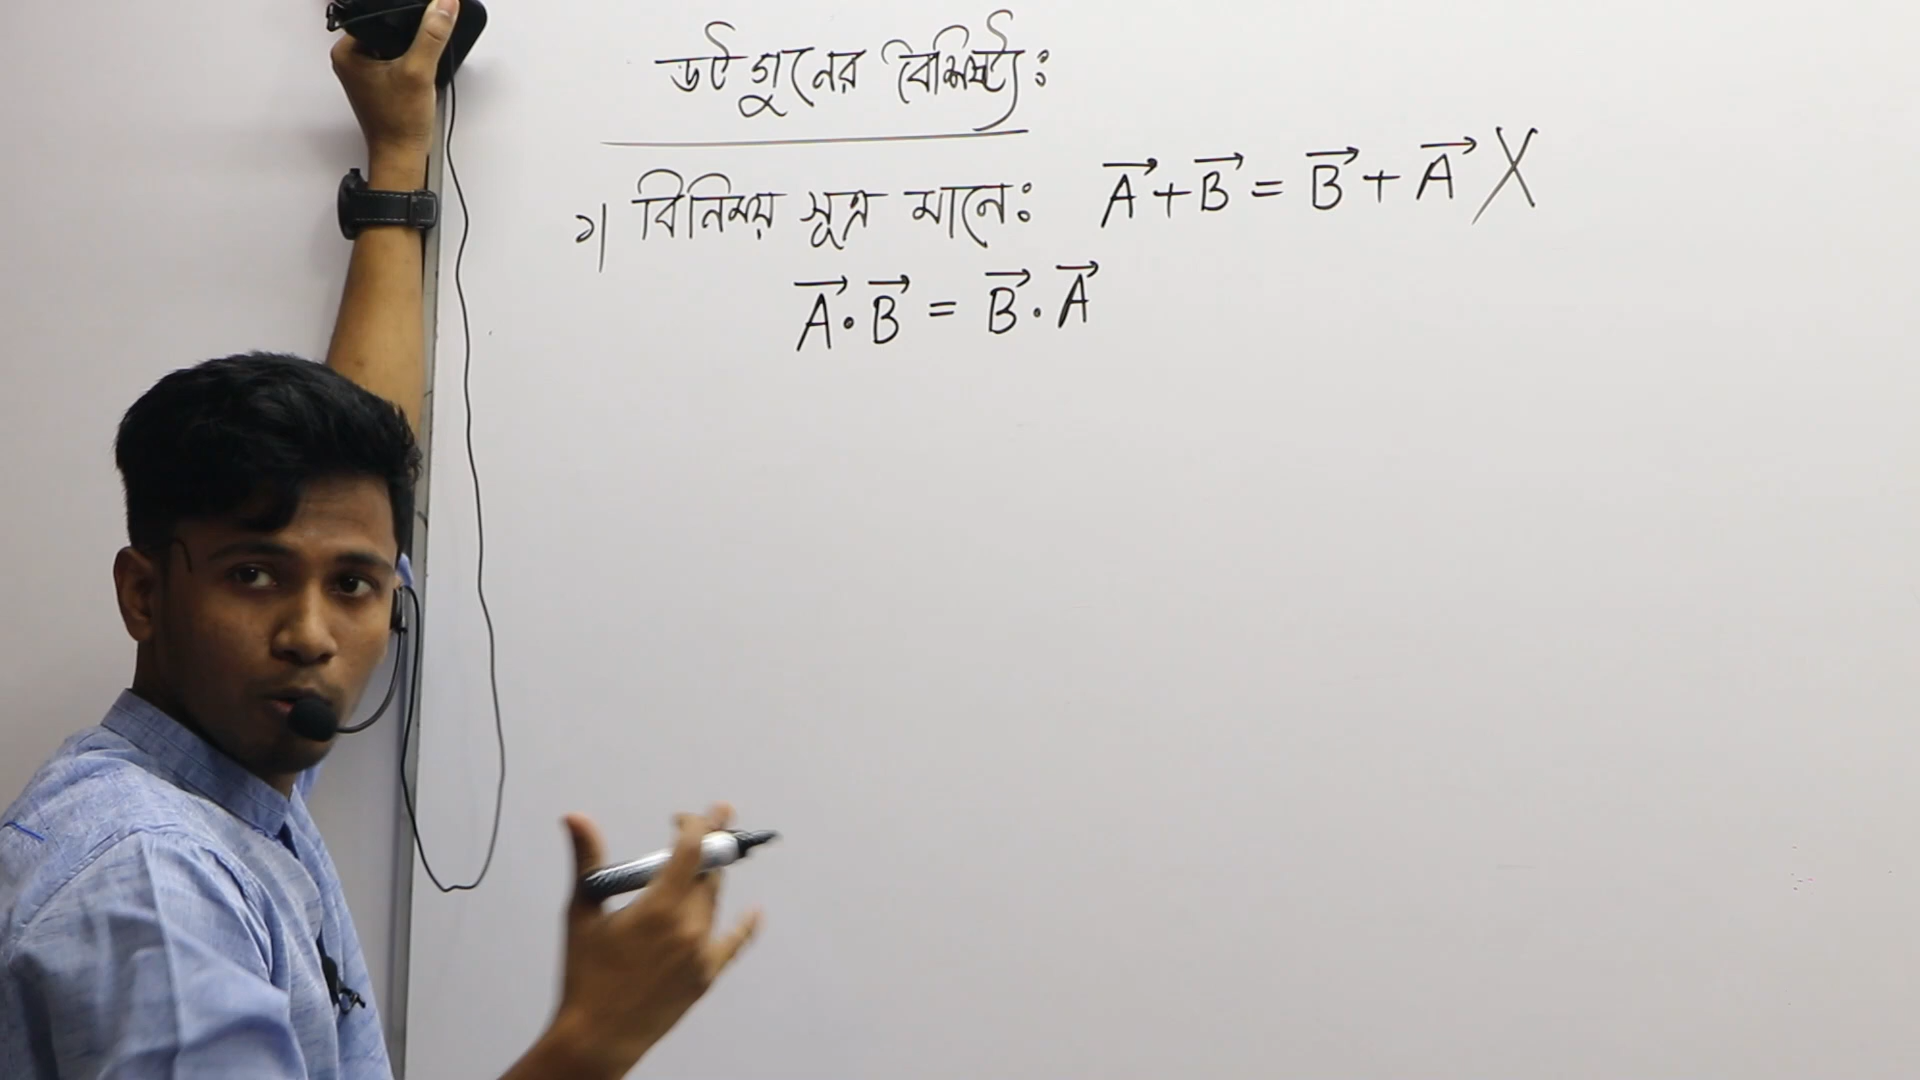 ডট গুনের বিশিষ্ট্য:
১| বিনিময় সূত্র মানে: A⃗ + B⃗ = B⃗ + A⃗ X
A⃗ · B⃗ = B⃗ · A⃗